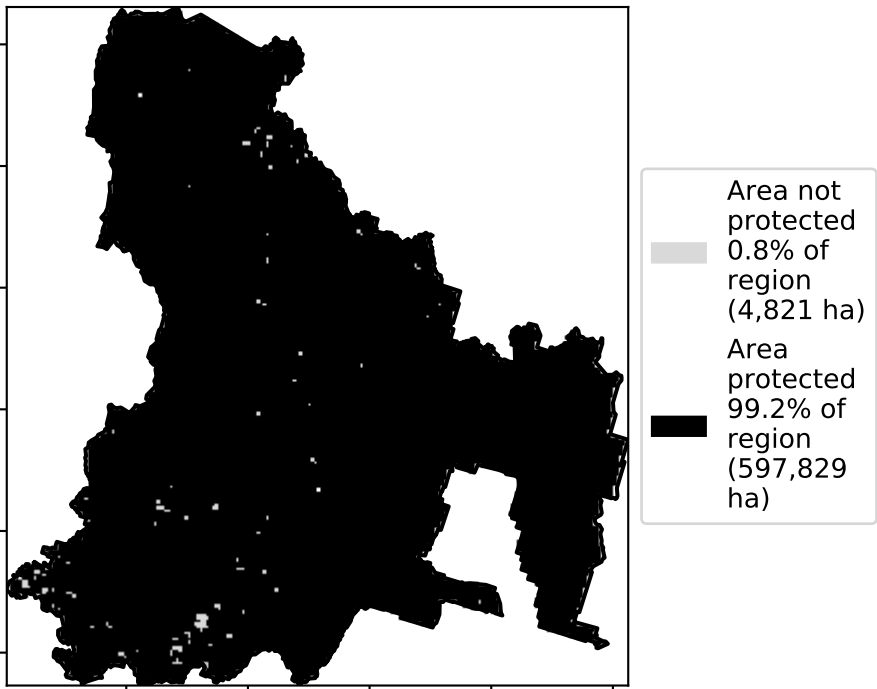 Area not
protected
0.8% of
region
(4,821 ha)
Area
protected
99.2% of
region
(597,829
ha)